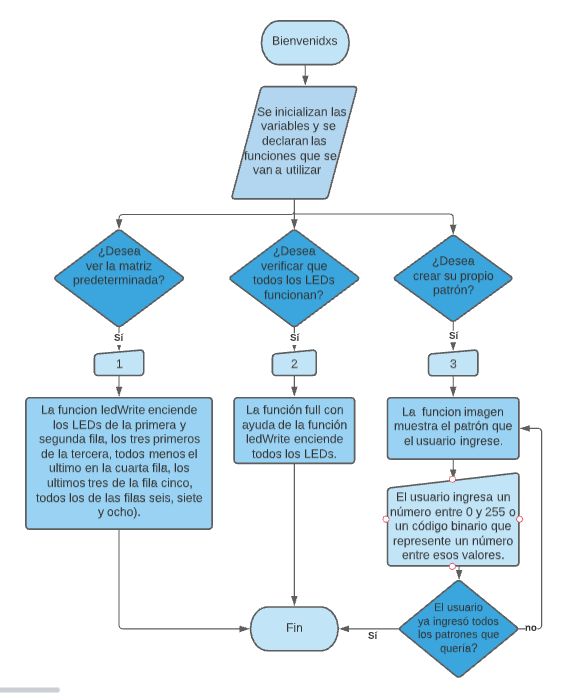 Bienvenidxs
Se inicializan las
variables y se
declaran las
funciones que se
van a utilizar
¿Desea
ver la matriz
predeterminada?
¿Desea
verificar que
todos los LEDs
funcionan?
¿Desea
crear su propio
patrón?
Sí
Sí
Sí
1
2
3
La funcion ledWrite enciende
los LEDs de la primera y
segunda fila, los tres primeros
de la tercera, todos menos el
ultimo en la cuarta fila, los
ultimos tres de la fila cinco,
todos los de las filas seis, siete
y ocho).
La función full con
ayuda de la función
ledWrite enciende
todos los LEDs.
La funcion imagen
muestra el patrón que
el usuario ingrese.
El usuario ingresa un
número entre 0 y 255 o
un código binario que
represente un número
entre esos valores.
El usuario
ya ingresó todos
los patrones que
quería?
no
Sí
Fin